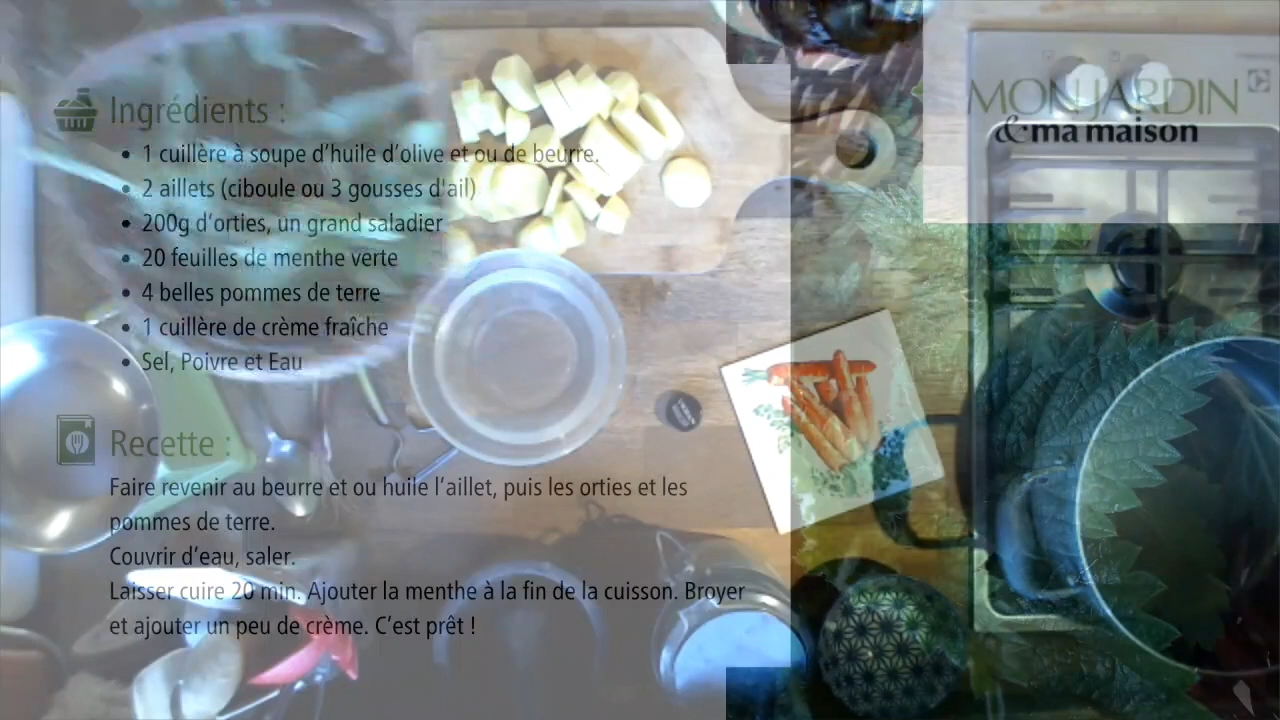 MON JARDIN
& ma maison
Ingrédients :
• 1 cuillère à soupe d'huile d'olive et ou de beurre.
• 2 aillets (ciboule ou 3 gousses d'ail)
• 200g d'orties, un grand saladier
• 20 feuilles de menthe verte
• 4 belles pommes de terre
• 1 cuillère de crème fraîche
• Sel, Poivre et Eau
Recette :
Faire revenir au beurre et ou huile l'aillet, puis les orties et les
pommes de terre.
Couvrir d'eau, saler.
Laisser cuire 20 min. Ajouter la menthe à la fin de la cuisson. Broyer
et ajouter un peu de crème. C'est prêt !